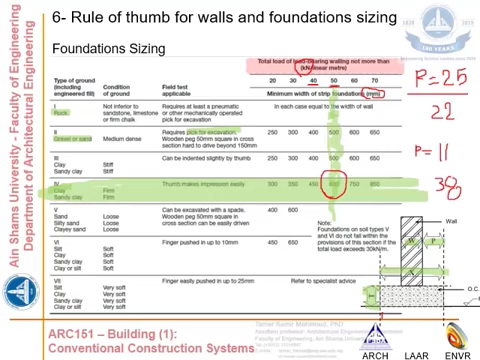 6- Rule of thumb for walls and foundations sizing
Foundations Sizing
Ain Shams University - Faculty of Engineering
Department of Architectural Engineering
Total load of load-bearing walling not more than
(kN/linear metre)
Type of ground (including engineered fill) Condition of ground Field test applicable 20 30 40 50 60 70
Minimum width of strip foundations (mm)
I Rock Not inferior to sandstone, limestone or firm chalk Requires at least a pneumatic or other mechanically operated pick for excavation In each case equal to the width of wall
II Gravel or sand Medium dense Requires pick for excavation. Wooden peg 50mm square in cross section hard to drive beyond 150mm 250 300 400 500 600 650
III Clay Sandy clay Stiff Stiff Can be indented slightly by thumb 250 300 400 500 600 650
IV Clay Sandy clay Firm Firm Thumb makes impression easily 300 350 450 600 750 850
V Sand Silty sand Clayey sand Loose Loose Loose Can be excavated with a spade. Wooden peg 50mm square in cross section can be easily driven 400 600
Note: Foundations on soil types V and VI do not fall within the provisions of this section if the total load exceeds 30kN/m.
VI Silt Clay Sandy clay Clay or silt Soft Soft Soft Soft Finger pushed in up to 10mm 450 650
VII Silt Clay Sandy clay Clay or silt Very soft Very soft Very soft Very soft Finger easily pushed in up to 25mm Refer to specialist advice
P=25
22
P=11
38
Wall
W
P
X
O.C.
ARC151 – Building (1):
Conventional Construction Systems
Tamer Samir Mahmoud, PhD
ARCH LAAR ENVR